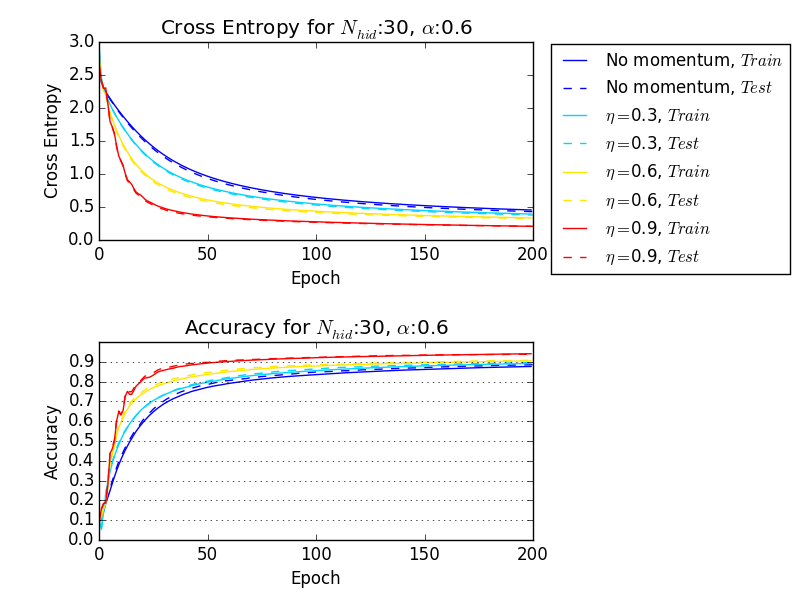 Cross Entropy for N_hid:30, α:0.6
3.0
2.5
2.0
1.5
1.0
0.5
0.0
Cross Entropy
0 50 100 150 200
Epoch
No momentum, Train
No momentum, Test
η=0.3, Train
η=0.3, Test
η=0.6, Train
η=0.6, Test
η=0.9, Train
η=0.9, Test
Accuracy for N_hid:30, α:0.6
0.9
0.8
0.7
0.6
0.5
0.4
0.3
0.2
0.1
0.0
Accuracy
0 50 100 150 200
Epoch